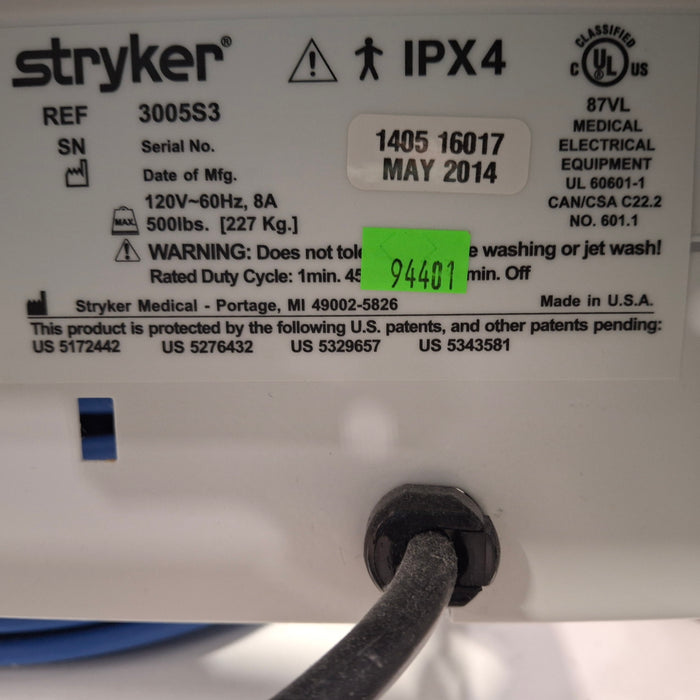 stryker®
IPX4
CLASSIFIED
C UL US
REF 3005S3
87VL
MEDICAL
ELECTRICAL
EQUIPMENT
UL 60601-1
CAN/CSA C22.2
NO. 601.1
SN Serial No.
1405 16017
Date of Mfg.
MAY 2014
120V~60Hz, 8A
MAX. 500lbs. [227 Kg.]
WARNING: Does not washing or jet wash!
Rated Duty Cycle: 1min. min. Off
94401
Stryker Medical - Portage, MI 49002-5826
Made in U.S.A.
This product is protected by the following U.S. patents, and other patents pending:
US 5172442 US 5276432 US 5329657 US 5343581